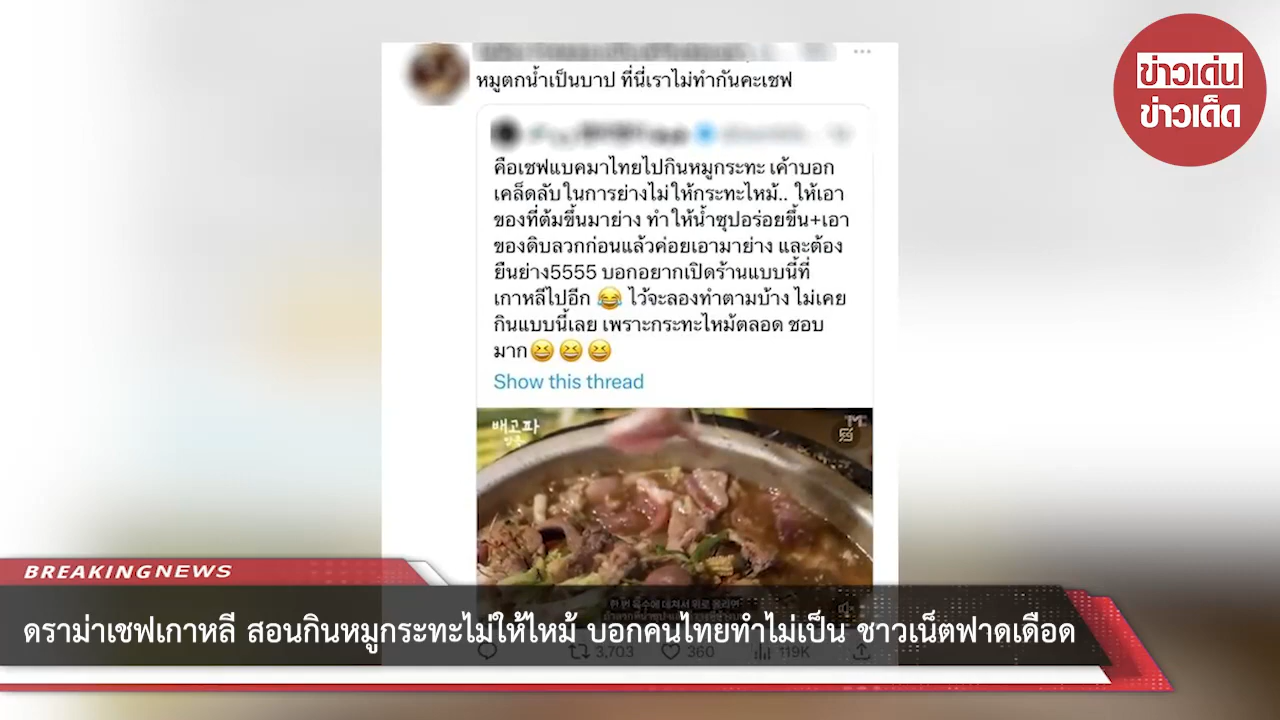 ข่าวเด่น
ข่าวเด็ด
หมูตกน้ำเป็นบาป ที่นี่เราไม่ทำกันคะเชฟ
คือเชฟแบคมาไทยไปกินหมูกระทะ เค้าบอก
เคล็ดลับในการย่างไม่ให้กระทะไหม้.. ให้เอา
ของที่ต้มขึ้นมาย่าง ทำให้น้ำซุปอร่อยขึ้น+เอา
ของดิบลวกก่อนแล้วค่อยเอามาย่าง และต้อง
ยืนย่าง5555 บอกอยากเปิดร้านแบบนี้ที่
เกาหลีไปอีก 😂 ไว้จะลองทำตามบ้าง ไม่เคย
กินแบบนี้เลย เพราะกระทะไหม้ตลอด ชอบ
มาก😆😆😆
Show this thread
배고파
한 번 육수에 데쳐서 위로 올리면
BREAKINGNEWS
ดราม่าเชฟเกาหลี สอนกินหมูกระทะไม่ให้ไหม้ บอกคนไทยทำไม่เป็น ชาวเน็ตฟาดเดือด
3,703 360 119K